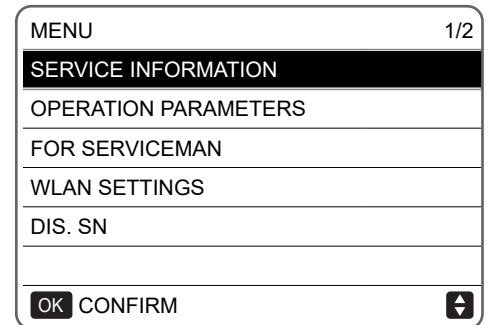 MENU 1/2
SERVICE INFORMATION
OPERATION PARAMETERS
FOR SERVICEMAN
WLAN SETTINGS
DIS. SN
OK CONFIRM